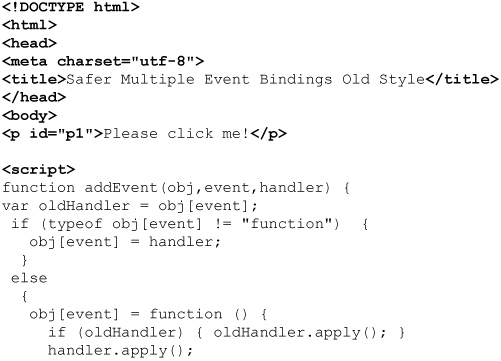 <!DOCTYPE html>
<html>
<head>
<meta charset="utf-8">
<title>Safer Multiple Event Bindings Old Style</title>
</head>
<body>
<p id="p1">Please click me!</p>

<script>
function addEvent(obj,event,handler) {
var oldHandler = obj[event];
 if (typeof obj[event] != "function")  {
   obj[event] = handler;
  }
 else
  {
   obj[event] = function () {
     if (oldHandler) { oldHandler.apply(); }
     handler.apply();